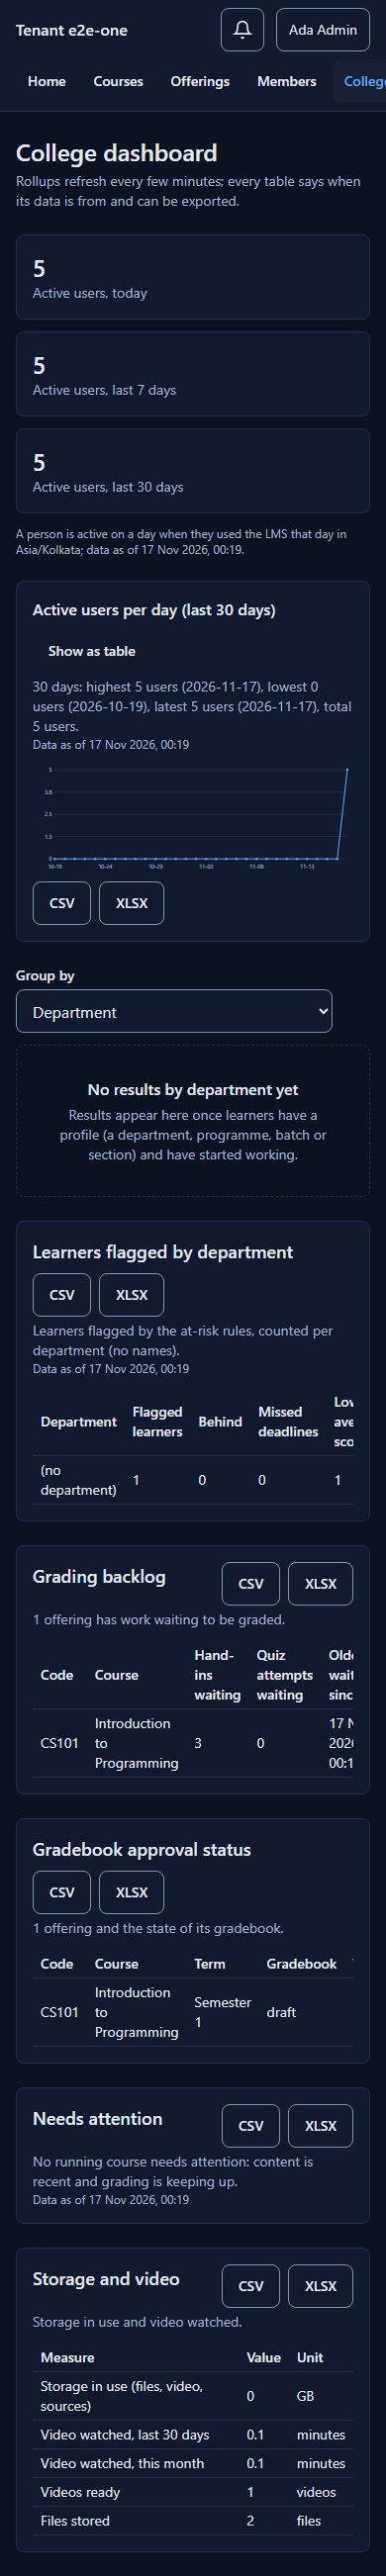 Tenant e2e-one
Ada Admin
Home Courses Offerings Members College
College dashboard
Rollups refresh every few minutes; every table says when
its data is from and can be exported.
5
Active users, today
5
Active users, last 7 days
5
Active users, last 30 days
A person is active on a day when they used the LMS that day in
Asia/Kolkata; data as of 17 Nov 2026, 00:19.
Active users per day (last 30 days)
Show as table
30 days: highest 5 users (2026-11-17), lowest 0
users (2026-10-19), latest 5 users (2026-11-17), total
5 users.
Data as of 17 Nov 2026, 00:19
5
3.8
2.5
1.3
0
10-19 10-24 10-29 11-03 11-08 11-13
CSV XLSX
Group by
Department
No results by department yet
Results appear here once learners have a
profile (a department, programme, batch or
section) and have started working.
Learners flagged by department
CSV XLSX
Learners flagged by the at-risk rules, counted per
department (no names).
Data as of 17 Nov 2026, 00:19
Department Flagged learners Behind Missed deadlines
(no department) 1 0 0 1
Grading backlog
CSV XLSX
1 offering has work waiting to be graded.
Code Course Hand-ins waiting Quiz attempts waiting
CS101 Introduction to Programming 3 0 17
Gradebook approval status
CSV XLSX
1 offering and the state of its gradebook.
Code Course Term Gradebook
CS101 Introduction to Programming Semester 1 draft
Needs attention
CSV XLSX
No running course needs attention: content is
recent and grading is keeping up.
Data as of 17 Nov 2026, 00:19
Storage and video
CSV XLSX
Storage in use and video watched.
Measure Value Unit
Storage in use (files, video, sources) 0 GB
Video watched, last 30 days 0.1 minutes
Video watched, this month 0.1 minutes
Videos ready 1 videos
Files stored 2 files